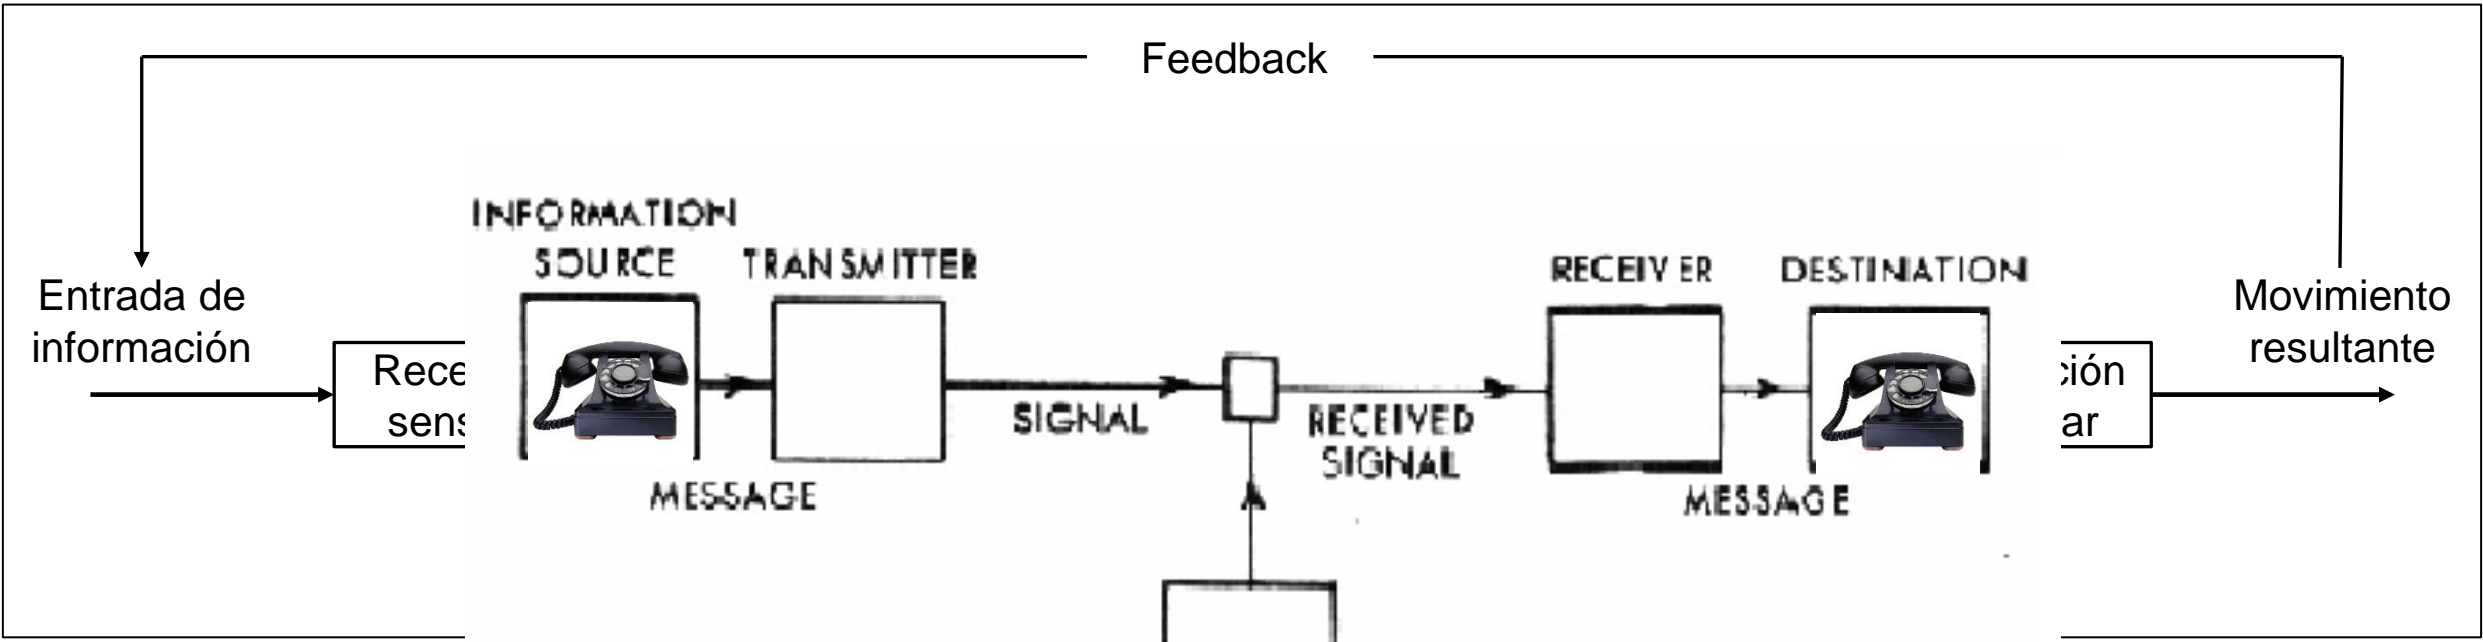 Feedback
Entrada de
información
Rece
sens
INFORMATION
SOURCE
TRANSMITTER
MESSAGE
SIGNAL
RECEIVED
SIGNAL
RECEIVER
DESTINATION
MESSAGE
ción
ar
Movimiento
resultante